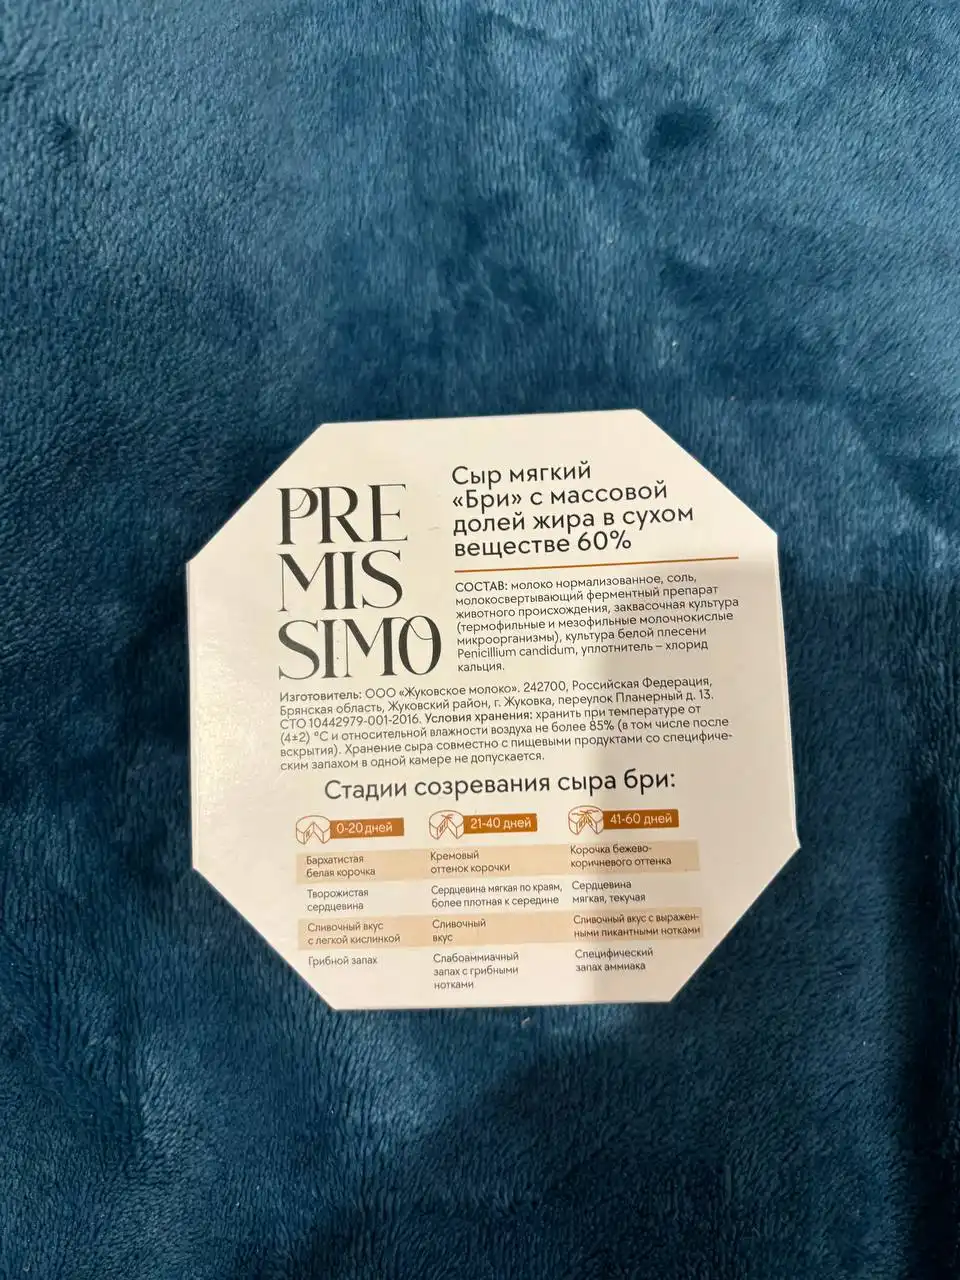 PRE
MIS
SIMO
Сыр мягкий
«Бри» с массовой
долей жира в сухом
веществе 60%
СОСТАВ: молоко нормализованное, соль,
молокосвертывающий ферментный препарат
животного происхождения, заквасочная культура
(термофильные и мезофильные молочнокислые
микроорганизмы), культура белой плесени
Penicillium candidum, уплотнитель – хлорид
кальция.
Изготовитель: ООО «Жуковское молоко». 242700, Российская Федерация,
Брянская область, Жуковский район, г. Жуковка, переулок Планерный д. 13.
СТО 10442979-001-2016. Условия хранения: хранить при температуре от
(4±2) °С и относительной влажности воздуха не более 85% (в том числе после
вскрытия). Хранение сыра совместно с пищевыми продуктами со специфиче-
ским запахом в одной камере не допускается.
Стадии созревания сыра бри:
0-20 дней
21-40 дней
41-60 дней
Бархатистая
белая корочка
Кремовый
оттенок корочки
Корочка бежево-
коричневого оттенка
Творожистая
сердцевина
Сердцевина мягкая по краям,
более плотная к середине
Сердцевина
мягкая, текучая
Сливочный вкус
с легкой кислинкой
Сливочный
вкус
Сливочный вкус с выражен-
ными пикантными нотками
Грибной запах
Слабоаммиачный
запах с грибными
нотками
Специфический
запах аммиака